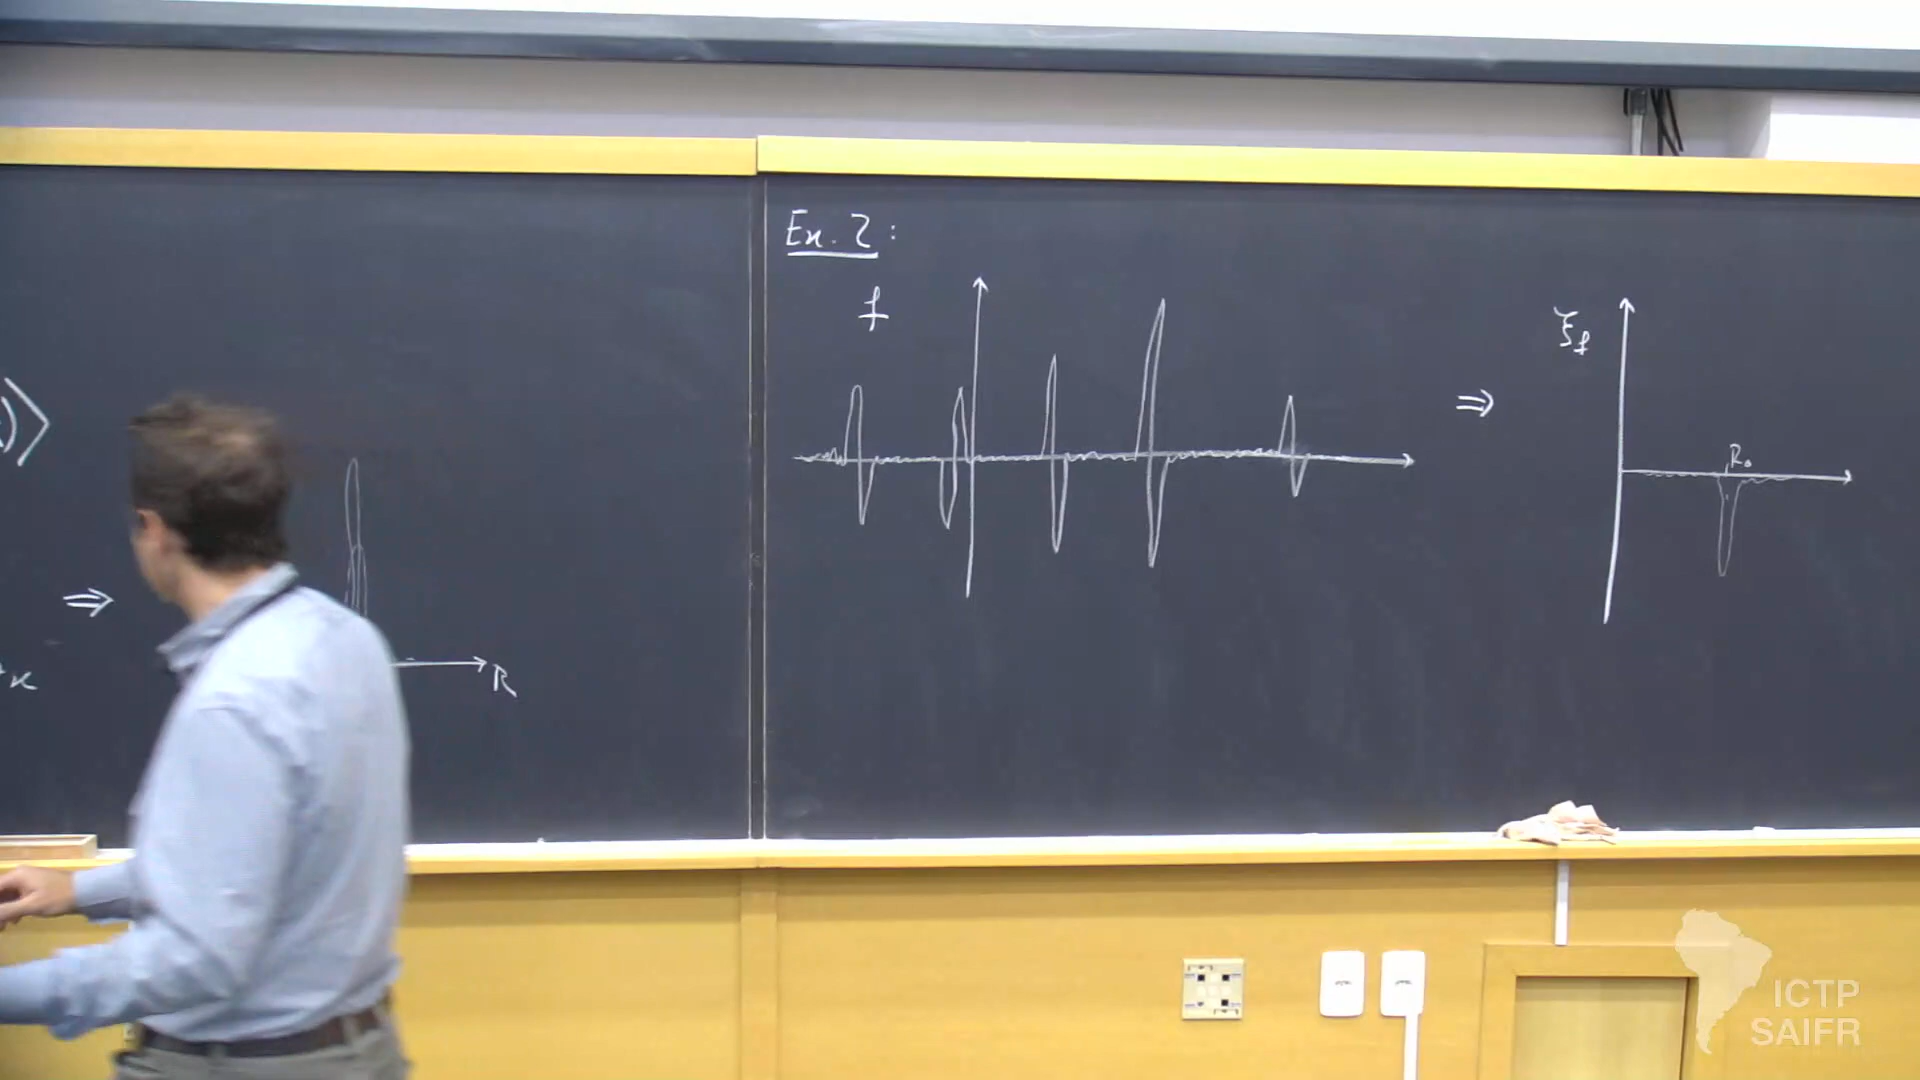 )⟩
⇒
x
R
Ex. 2 :
f
⇒
ξf
R₀
ICTP
SAIFR